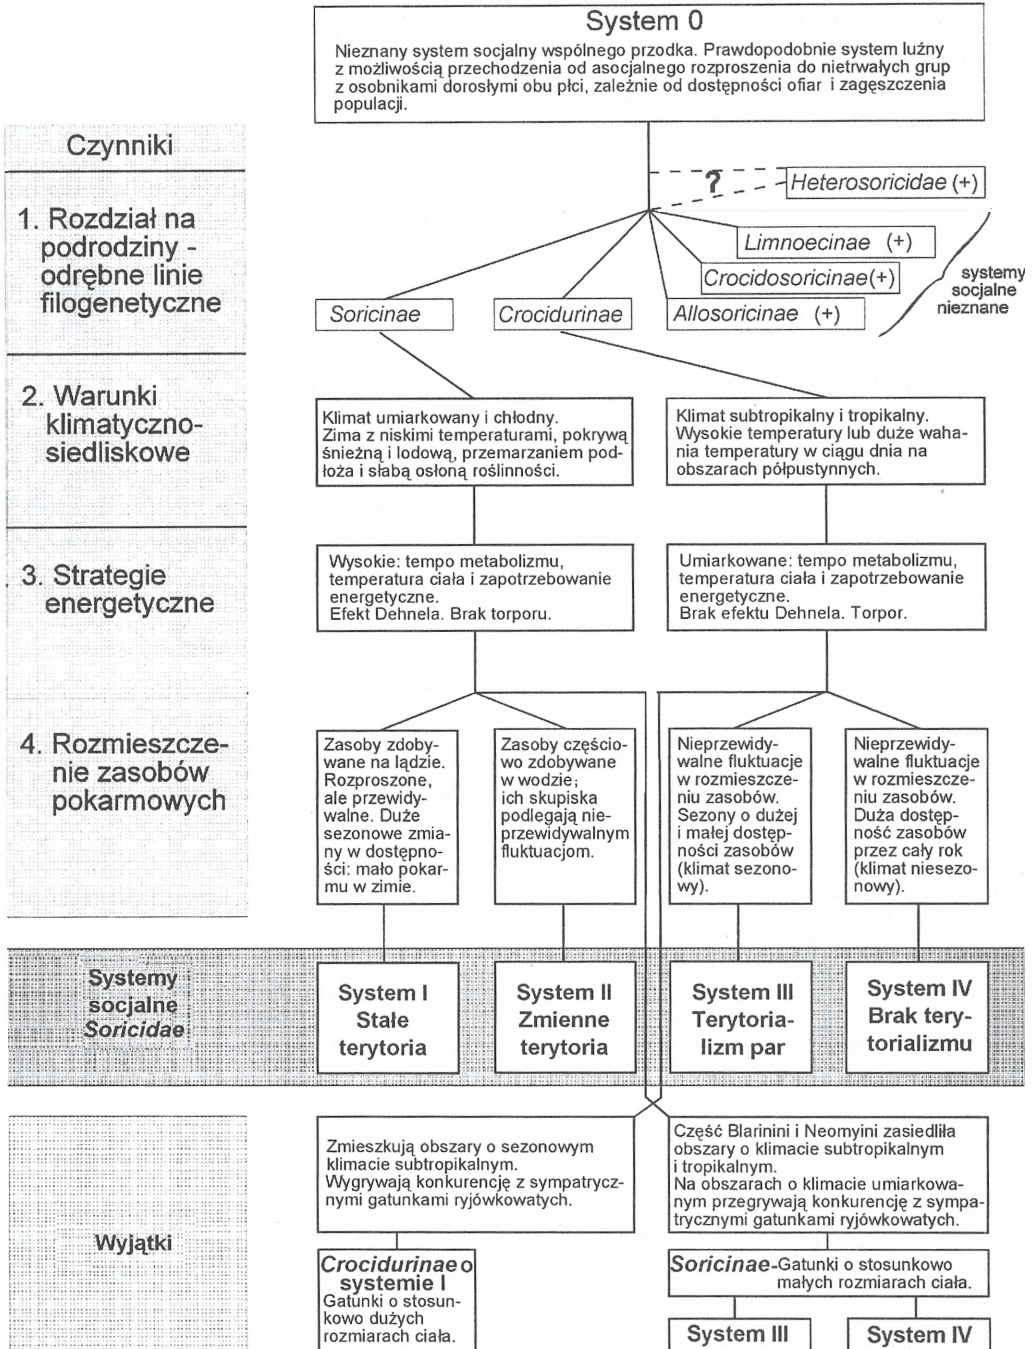 System 0
Nieznany system socjalny wspólnego przodka. Prawdopodobnie system luźny
z możliwością przechodzenia od asocjalnego rozproszenia do nietrwałych grup
z osobnikami dorosłymi obu płci, zależnie od dostępności ofiar i zagęszczenia
populacji.
Czynniki
?
Heterosoricidae (+)
1. Rozdział na
podrodziny -
odrębne linie
filogenetyczne
Limnoecinae (+)
Crocidosoricinae(+)
Soricinae
Crocidurinae
Allosoricinae (+)
systemy
socjalne
nieznane
2. Warunki
klimatyczno-
siedliskowe
Klimat umiarkowany i chłodny.
Zima z niskimi temperaturami, pokrywą
śnieżną i lodową, przemarzaniem pod-
łoża i słabą osłoną roślinności.
Klimat subtropikalny i tropikalny.
Wysokie temperatury lub duże waha-
nia temperatury w ciągu dnia na
obszarach półpustynnych.
3. Strategie
energetyczne
Wysokie: tempo metabolizmu,
temperatura ciała i zapotrzebowanie
energetyczne.
Efekt Dehnela. Brak torporu.
Umiarkowane: tempo metabolizmu,
temperatura ciała i zapotrzebowanie
energetyczne.
Brak efektu Dehnela. Torpor.
4. Rozmieszcze-
nie zasobów
pokarmowych
Zasoby zdoby-
wane na lądzie.
Rozproszone,
ale przewidy-
walne. Duże
sezonowe zmia-
ny w dostępno-
ści: mało pokar-
mu w zimie.
Zasoby częścio-
wo zdobywane
w wodzie;
ich skupiska
podlegają nie-
przewidywalnym
fluktuacjom.
Nieprzewidy-
walne fluktuacje
w rozmieszcze-
niu zasobów.
Sezony o dużej
i małej dostęp-
ności zasobów
(klimat sezono-
wy).
Nieprzewidy-
walne fluktuacje
w rozmieszcze-
niu zasobów.
Duża dostęp-
ność zasobów
przez cały rok
(klimat niesezo-
nowy).
Systemy
socjalne
Soricidae
System I
Stałe
terytoria
System II
Zmienne
terytoria
System III
Terytoria-
lizm par
System IV
Brak tery-
torializmu
Wyjątki
Zmieszkują obszary o sezonowym
klimacie subtropikalnym.
Wygrywają konkurencję z sympatrycz-
nymi gatunkami ryjówkowatych.
Część Blarinini i Neomyini zasiedliła
obszary o klimacie subtropikalnym
i tropikalnym.
Na obszarach o klimacie umiarkowa-
nym przegrywają konkurencję z sympa-
trycznymi gatunkami ryjówkowatych.
Crocidurinae o
systemie I
Gatunki o stosun-
kowo dużych
rozmiarach ciała.
Soricinae-Gatunki o stosunkowo
małych rozmiarach ciała.
System III
System IV